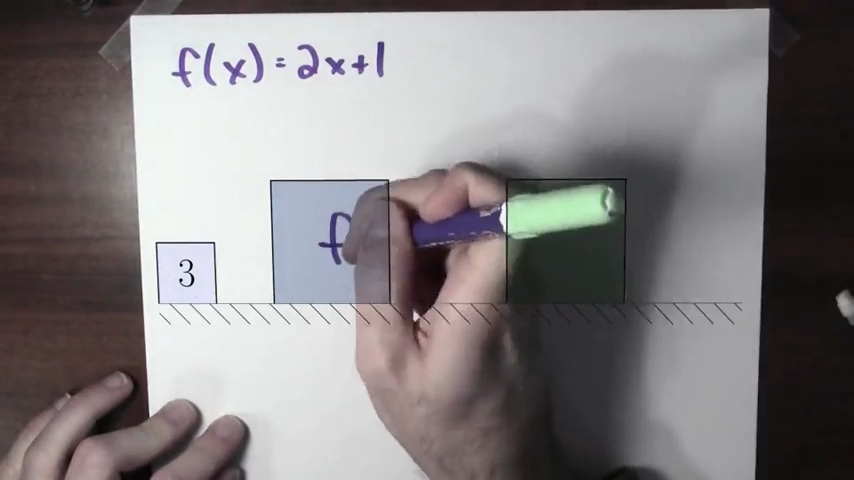 f(x) = 2x+1
3 f